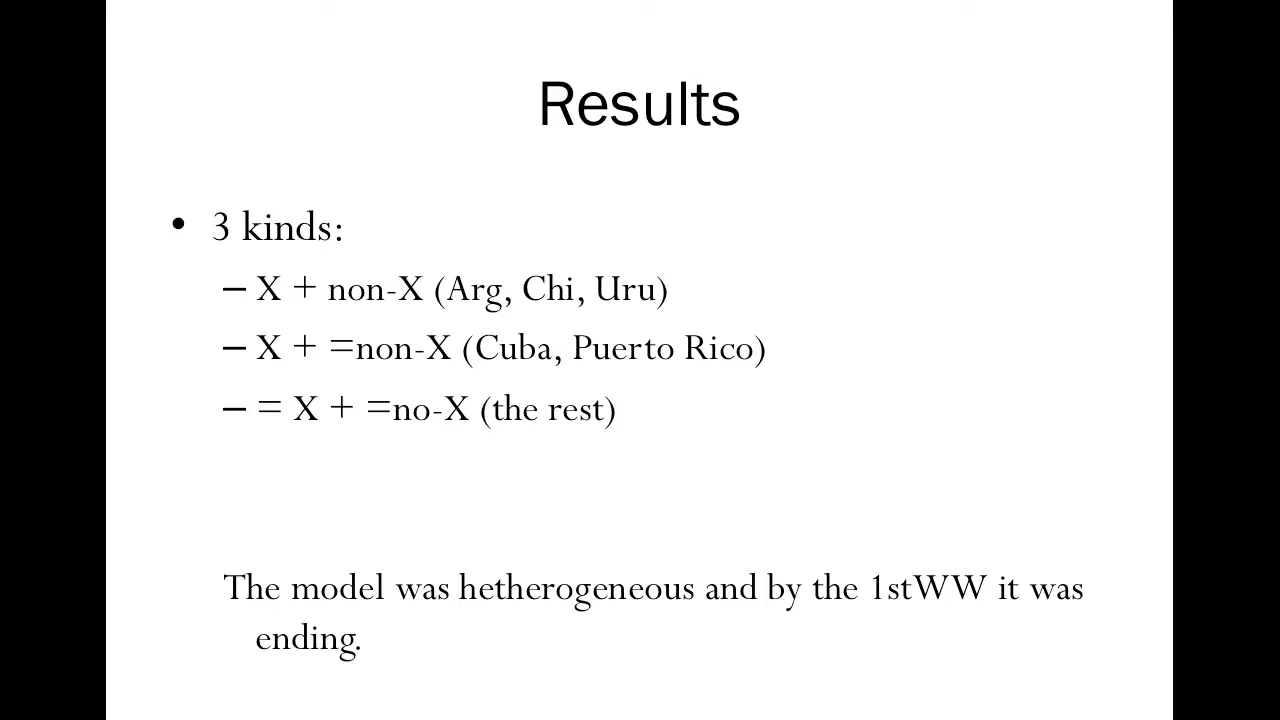 Results
• 3 kinds:
– X + non-X (Arg, Chi, Uru)
– X + =non-X (Cuba, Puerto Rico)
– = X + =no-X (the rest)
The model was hetherogeneous and by the 1stWW it was
ending.